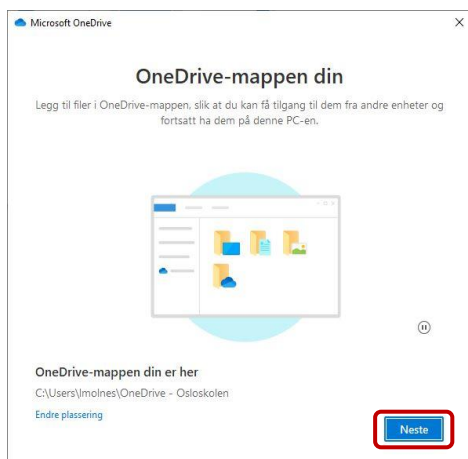 Microsoft OneDrive
OneDrive-mappen din
Legg til filer i OneDrive-mappen, slik at du kan få tilgang til dem fra andre enheter og
fortsatt ha dem på denne PC-en.
OneDrive-mappen din er her
C:\Users\lmolnes\OneDrive - Osloskolen
Endre plassering
Neste